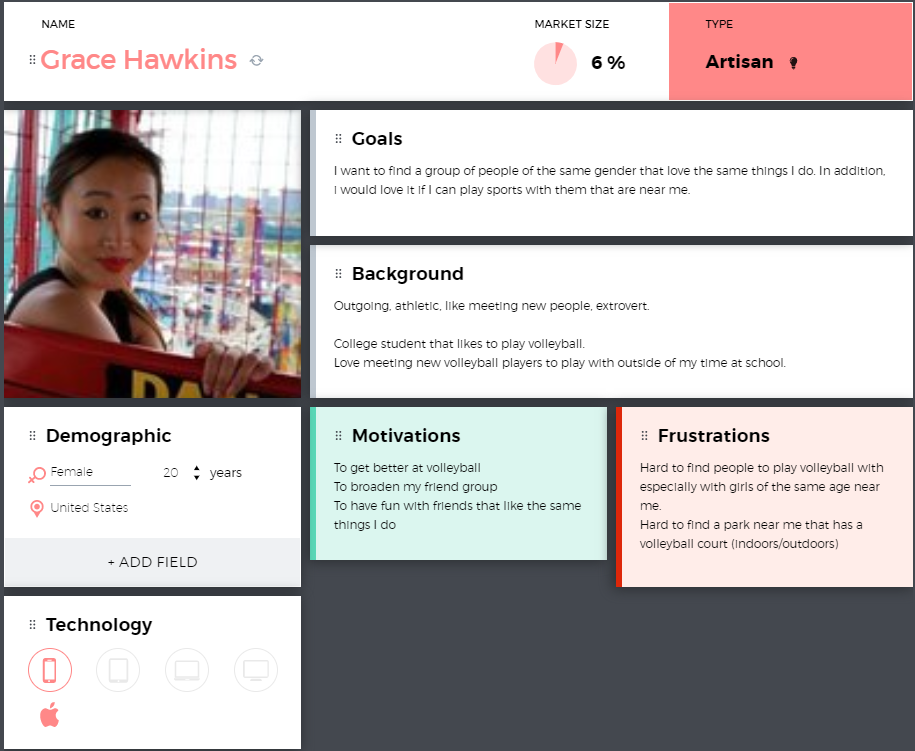 NAME
Grace Hawkins
MARKET SIZE
6 %
TYPE
Artisan
Goals
I want to find a group of people of the same gender that love the same things I do. In addition,
I would love it if I can play sports with them that are near me.
Background
Outgoing, athletic, like meeting new people, extrovert.
College student that likes to play volleyball.
Love meeting new volleyball players to play with outside of my time at school.
Demographic
Female 20 years
United States
+ ADD FIELD
Motivations
To get better at volleyball
To broaden my friend group
To have fun with friends that like the same
things I do
Frustrations
Hard to find people to play volleyball with
especially with girls of the same age near
me.
Hard to find a park near me that has a
volleyball court (indoors/outdoors)
Technology